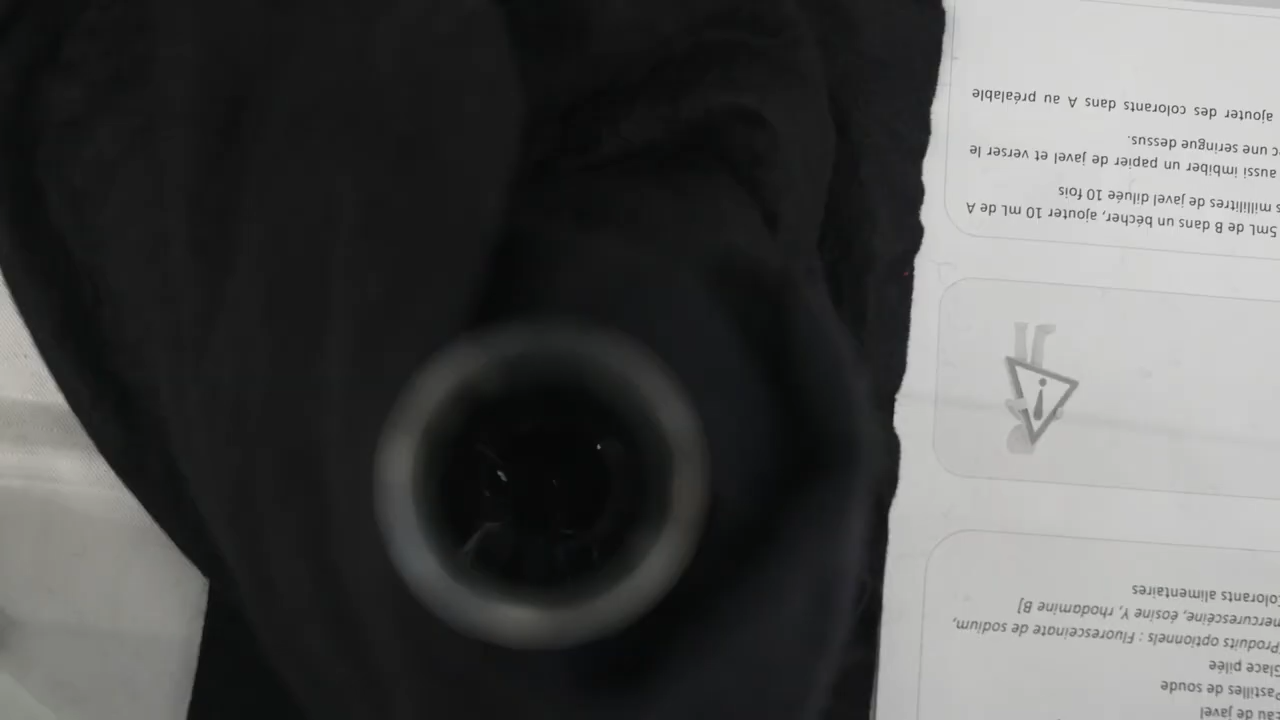 Eau de javel
Pastilles de soude
Glace pilée
Produits optionnels : Fluoresceinate de sodium,
mercurescéine, éosine Y, rhodamine B]
colorants alimentaires
5mL de B dans un bécher, ajouter 10 mL de A
millilitres de javel diluée 10 fois
aussi imbiber un papier de javel et verser le
une seringue dessus.
ajouter des colorants dans A au préalable